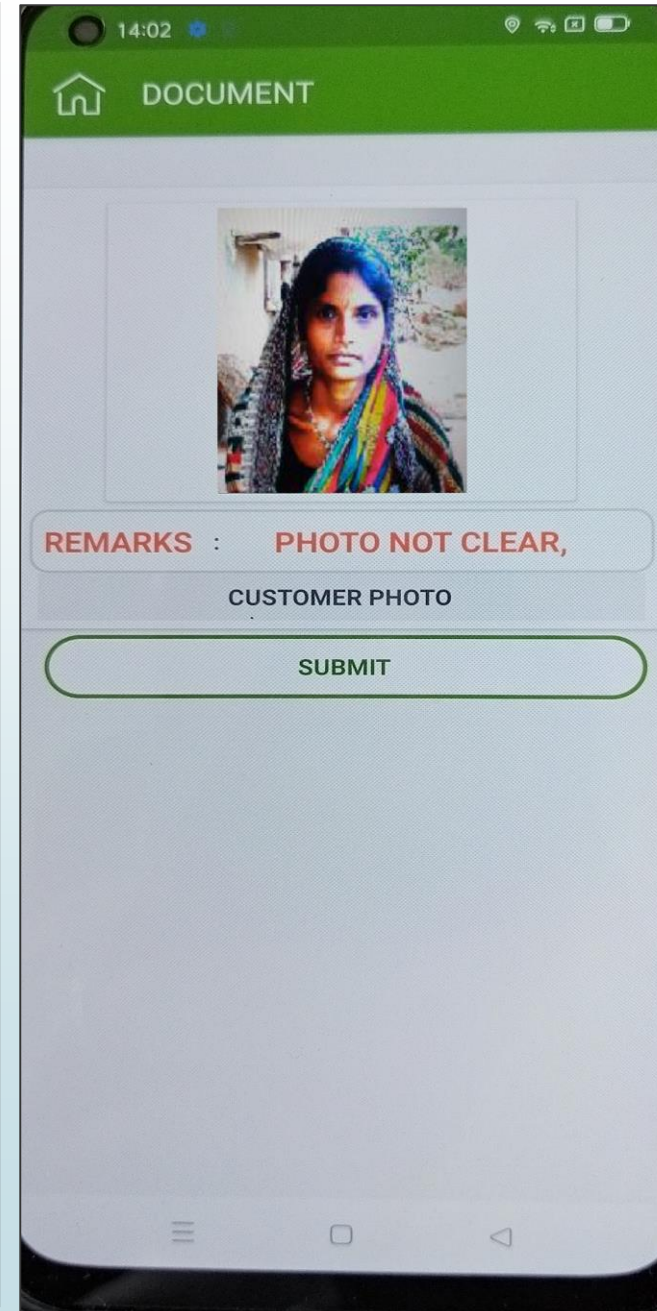 14:02
DOCUMENT
REMARKS : PHOTO NOT CLEAR,
CUSTOMER PHOTO
SUBMIT